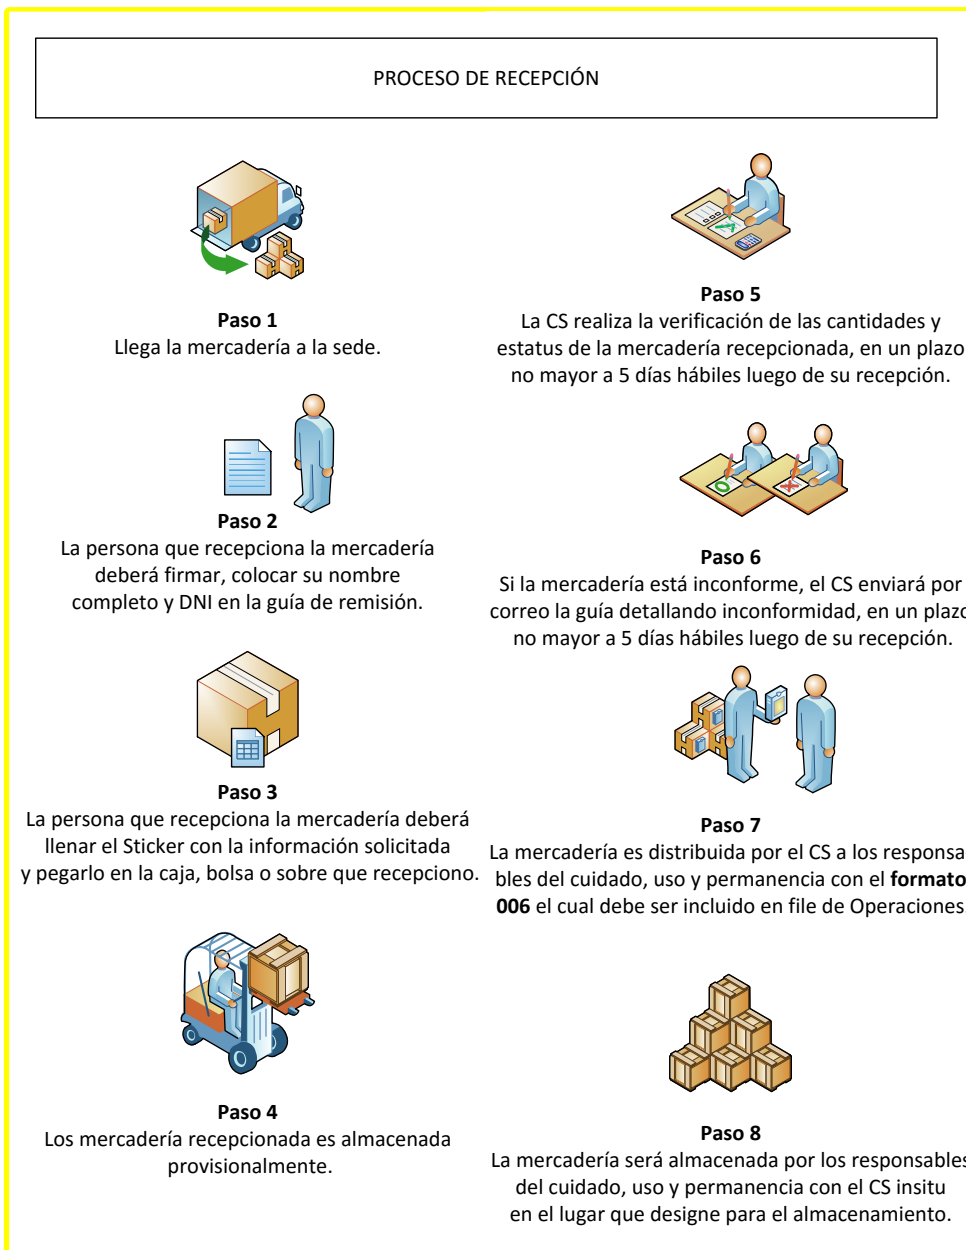 PROCESO DE RECEPCIÓN
Paso 1
Llega la mercadería a la sede.
Paso 2
La persona que recepciona la mercadería
deberá firmar, colocar su nombre
completo y DNI en la guía de remisión.
Paso 3
La persona que recepciona la mercadería deberá
llenar el Sticker con la información solicitada
y pegarlo en la caja, bolsa o sobre que recepciono.
Paso 4
Los mercadería recepcionada es almacenada
provisionalmente.
Paso 5
La CS realiza la verificación de las cantidades y
estatus de la mercadería recepcionada, en un plazo
no mayor a 5 días hábiles luego de su recepción.
Paso 6
Si la mercadería está inconforme, el CS enviará por
correo la guía detallando inconformidad, en un plazo
no mayor a 5 días hábiles luego de su recepción.
Paso 7
La mercadería es distribuida por el CS a los responsa
bles del cuidado, uso y permanencia con el formato
006 el cual debe ser incluido en file de Operaciones
Paso 8
La mercadería será almacenada por los responsables
del cuidado, uso y permanencia con el CS insitu
en el lugar que designe para el almacenamiento.